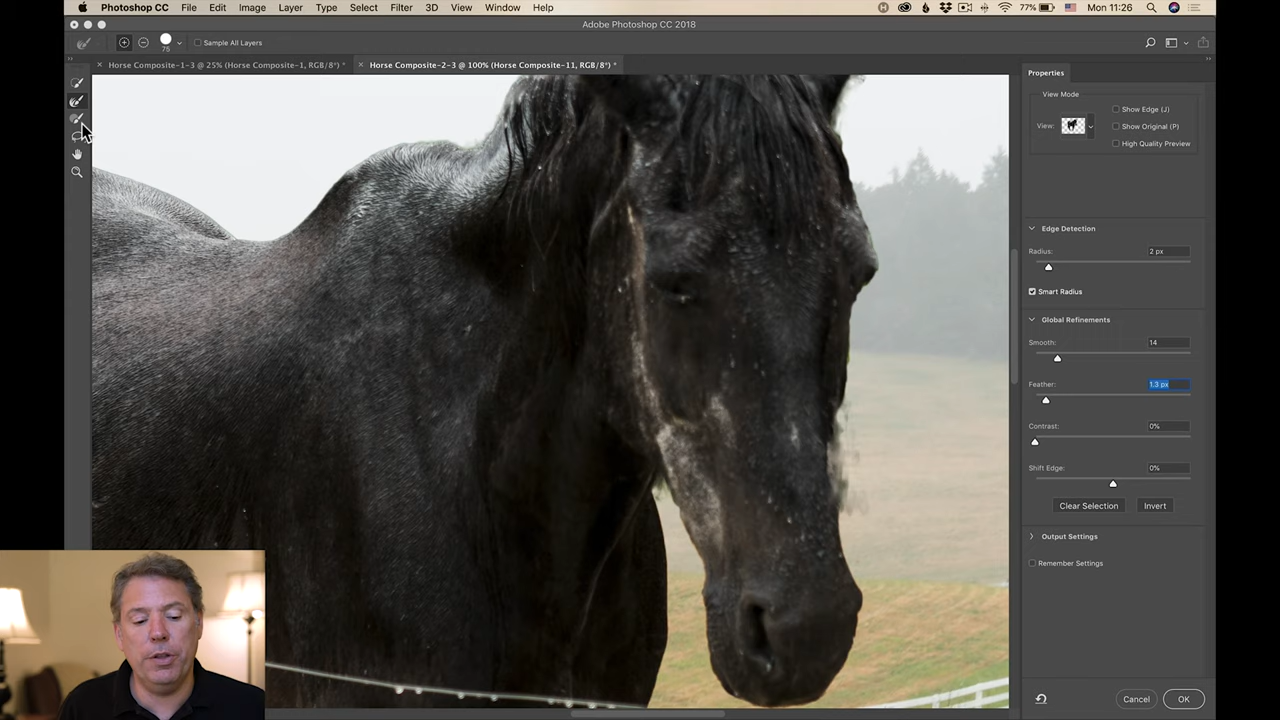 Photoshop CC File Edit Image Layer Type Select Filter 3D View Window Help 77% Mon 11:26
Adobe Photoshop CC 2018
75 Sample All Layers
Horse Composite-1-3 @ 25% (Horse Composite-1, RGB/8*) *
Horse Composite-2-3 @ 100% (Horse Composite-11, RGB/8*) *
Properties
View Mode
View:
Show Edge (J)
Show Original (P)
High Quality Preview
Edge Detection
Radius: 2 px
Smart Radius
Global Refinements
Smooth: 14
Feather: 1.3 px
Contrast: 0%
Shift Edge: 0%
Clear Selection Invert
Output Settings
Remember Settings
Cancel OK